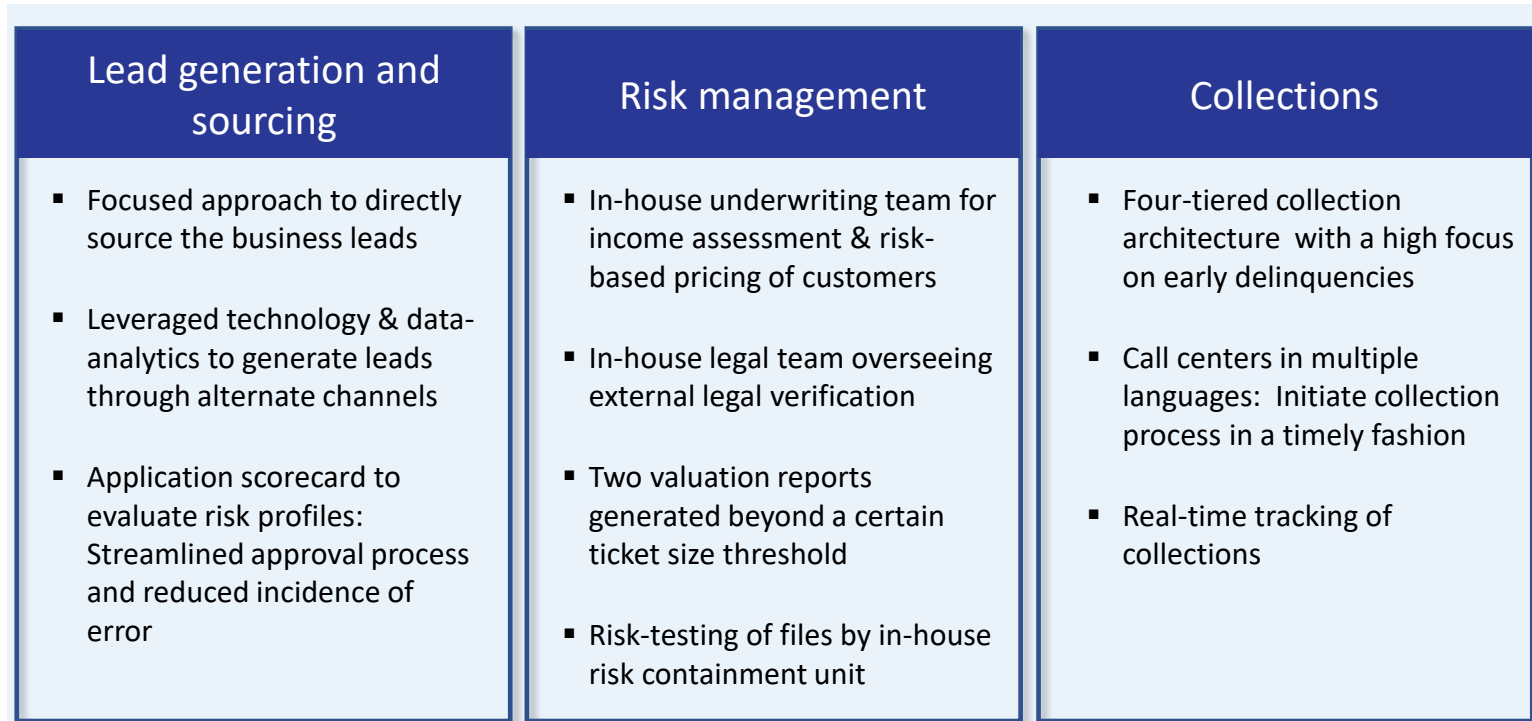 Lead generation and
sourcing
▪ Focused approach to directly
source the business leads
▪ Leveraged technology & data-
analytics to generate leads
through alternate channels
▪ Application scorecard to
evaluate risk profiles:
Streamlined approval process
and reduced incidence of
error
Risk management
▪ In-house underwriting team for
income assessment & risk-
based pricing of customers
▪ In-house legal team overseeing
external legal verification
▪ Two valuation reports
generated beyond a certain
ticket size threshold
▪ Risk-testing of files by in-house
risk containment unit
Collections
▪ Four-tiered collection
architecture  with a high focus
on early delinquencies
▪ Call centers in multiple
languages:  Initiate collection
process in a timely fashion
▪ Real-time tracking of
collections